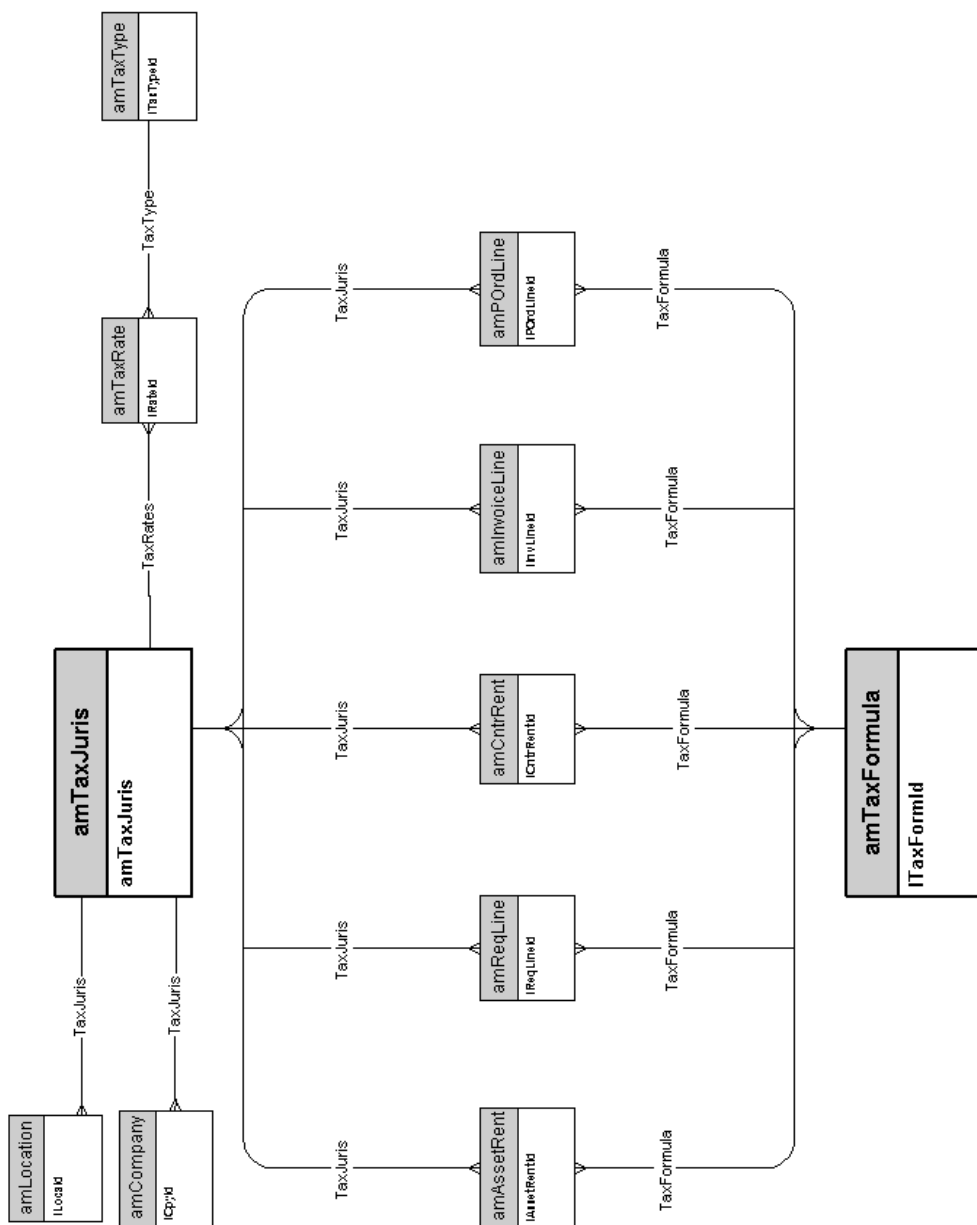 amTaxType
lTaxTypeId
TaxType
amTaxRate
lRateId
TaxRates
amTaxJuris
amTaxJuris
TaxJuris
amLocation
lLocaId
TaxJuris
amCompany
lCpyId
TaxJuris
amPOrdLine
lPOrdLineId
TaxFormula
TaxJuris
amInvoiceLine
lInvLineId
TaxFormula
TaxJuris
amCntrRent
lCntrRentId
TaxFormula
TaxJuris
amReqLine
lReqLineId
TaxFormula
TaxJuris
amAssetRent
lAssetRentId
TaxFormula
amTaxFormula
lTaxFormId